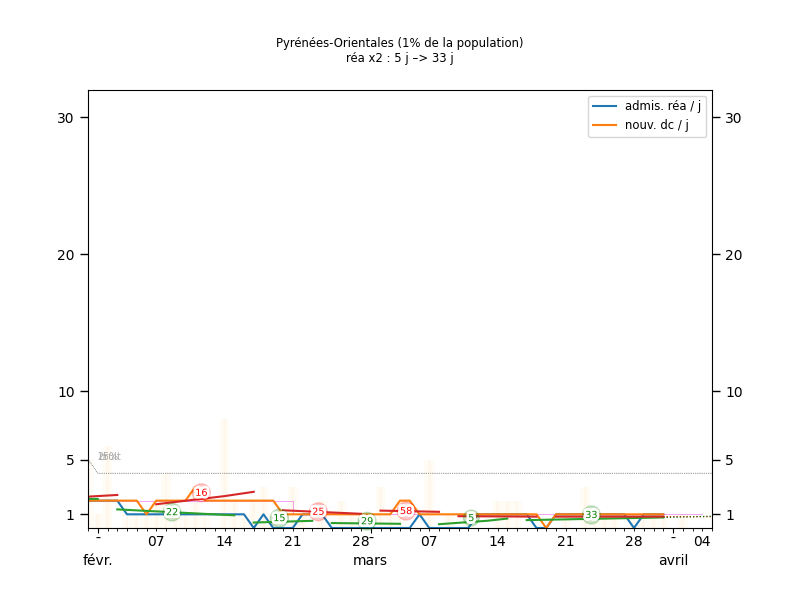 Pyrénées-Orientales (1% de la population)
réa x2 : 5 j –> 33 j
admis. réa / j
nouv. dc / j
30 30
20 20
10 10
5 5
1 1
16
22
15
25
29
58
5
33
- 07 14 21 28 - 07 14 21 28 - 04
févr. mars avril